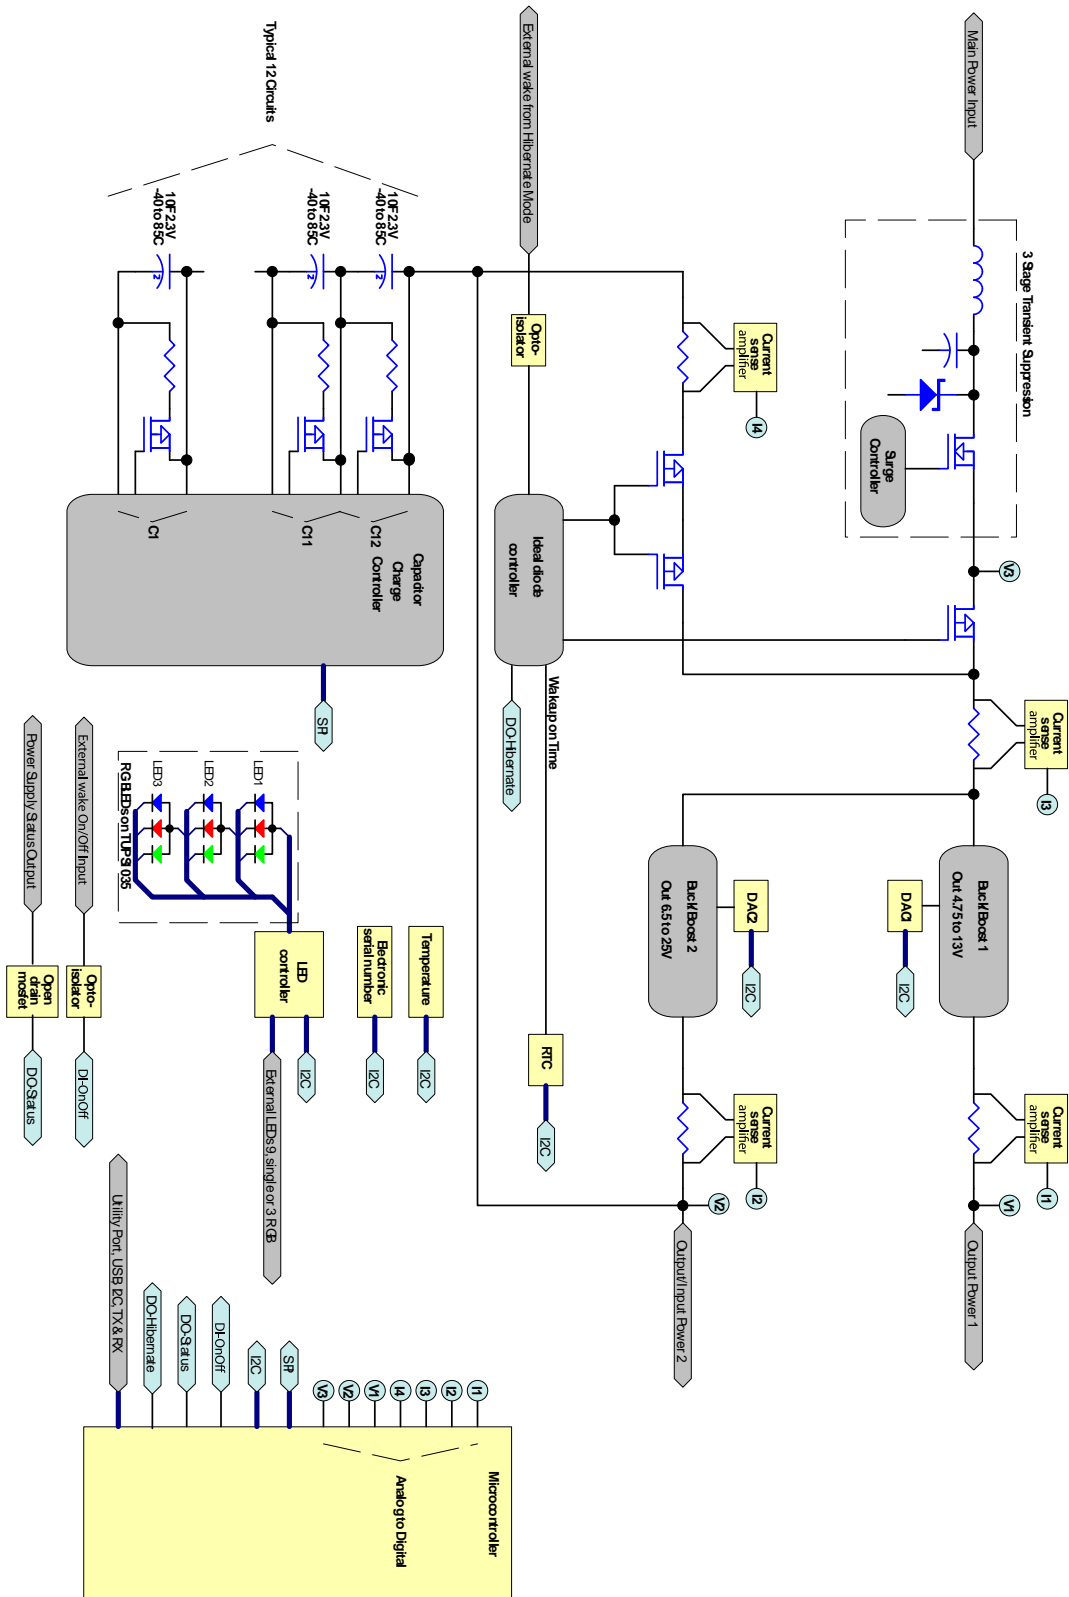 Main Power Input
3 Stage Transient Suppression
Surge
Controller
V3
Current
sense
amplifier
I3
Buck/Boost 1
Out 4.75 to 13V
DAC1
I2C
Current
sense
amplifier
I1
V1
Output Power 1
Current
sense
amplifier
I4
Buck/Boost 2
Out 6.5 to 25V
DAC2
I2C
Current
sense
amplifier
I2
V2
Output/Input Power 2
External wake from Hibernate Mode
Opto-
isolator
Ideal diode
controller
Wakeup on Time
DO-Hibernate
RTC
I2C
Typical 12 Circuits
10F 2.3V
-40 to 85C
10F 2.3V
-40 to 85C
10F 2.3V
-40 to 85C
Capacitor
Charge
Controller
C12
C11
C1
SPI
Temperature
I2C
Electronic
serial number
I2C
LED
controller
I2C
External LEDs 9, single or 3 RGB
LED1
LED2
LED3
RGB LEDs on TUPS1035
External wake On/Off Input
Opto-
isolator
DI-OnOff
Power Supply Status Output
Open
drain
mosfet
DO-Status
Microcontroller
Analog to Digital
I1
I2
I3
I4
V1
V2
V3
SPI
I2C
DI-OnOff
DO-Status
DO-Hibernate
Utility Port, USB, I2C, TX & RX